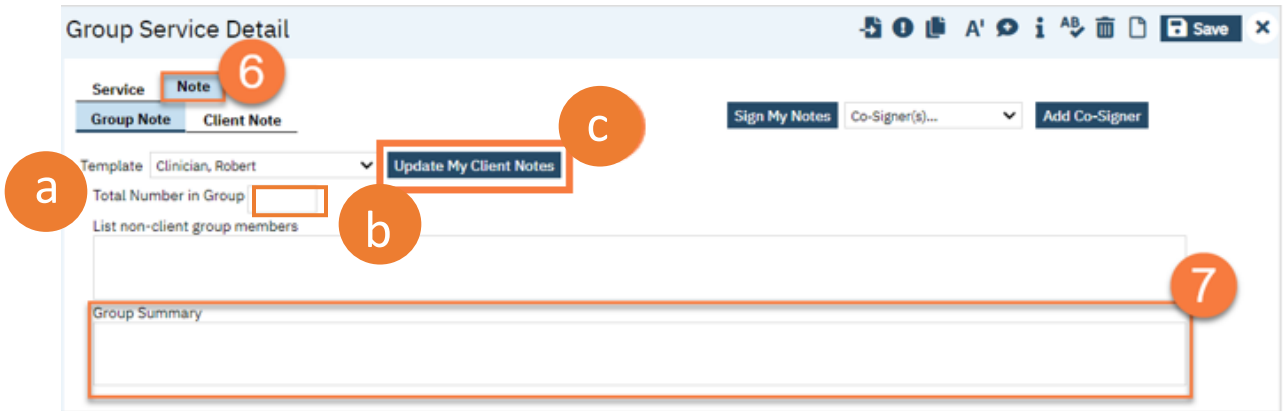 Group Service Detail
A' i AB Save X
Service Note 6
Group Note Client Note
Sign My Notes Co-Signer(s)... Add Co-Signer
c
Template Clinician, Robert Update My Client Notes
a
Total Number in Group
b
List non-client group members
7
Group Summary